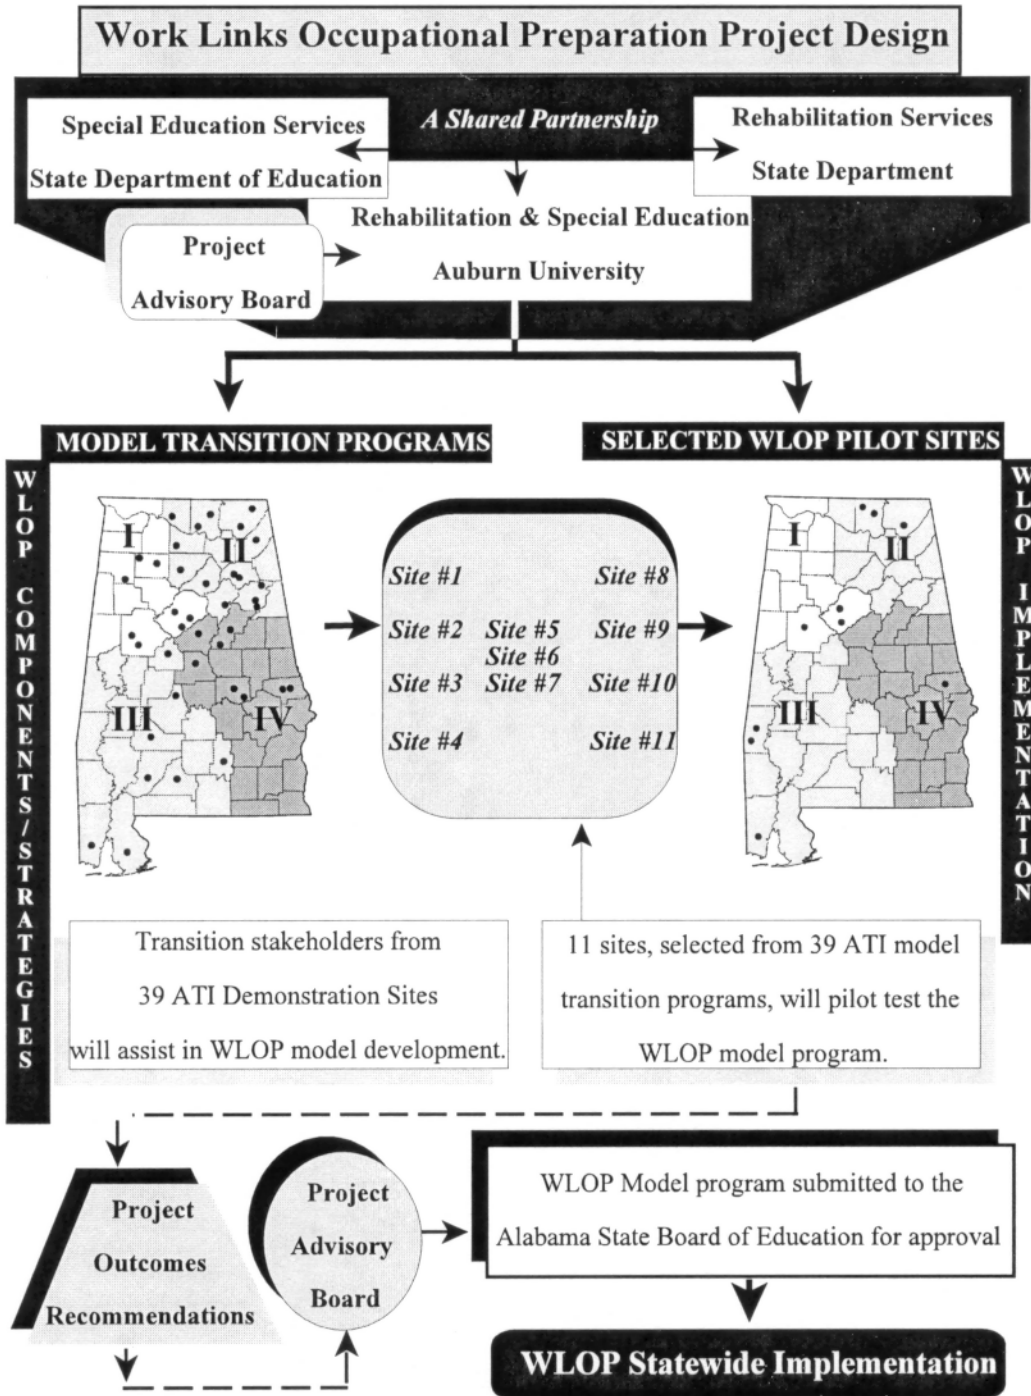 Work Links Occupational Preparation Project Design
A Shared Partnership
Special Education Services
State Department of Education
Rehabilitation Services
State Department
Rehabilitation & Special Education
Auburn University
Project
Advisory Board
MODEL TRANSITION PROGRAMS
SELECTED WLOP PILOT SITES
WLOP COMPONENTS/STRATEGIES
I
II
III
IV
Site #1
Site #2
Site #3
Site #4
Site #5
Site #6
Site #7
Site #8
Site #9
Site #10
Site #11
I
II
III
IV
WLOP IMPLEMENTATION
Transition stakeholders from
39 ATI Demonstration Sites
will assist in WLOP model development.
11 sites, selected from 39 ATI model
transition programs, will pilot test the
WLOP model program.
Project
Outcomes
Recommendations
Project
Advisory
Board
WLOP Model program submitted to the
Alabama State Board of Education for approval
WLOP Statewide Implementation